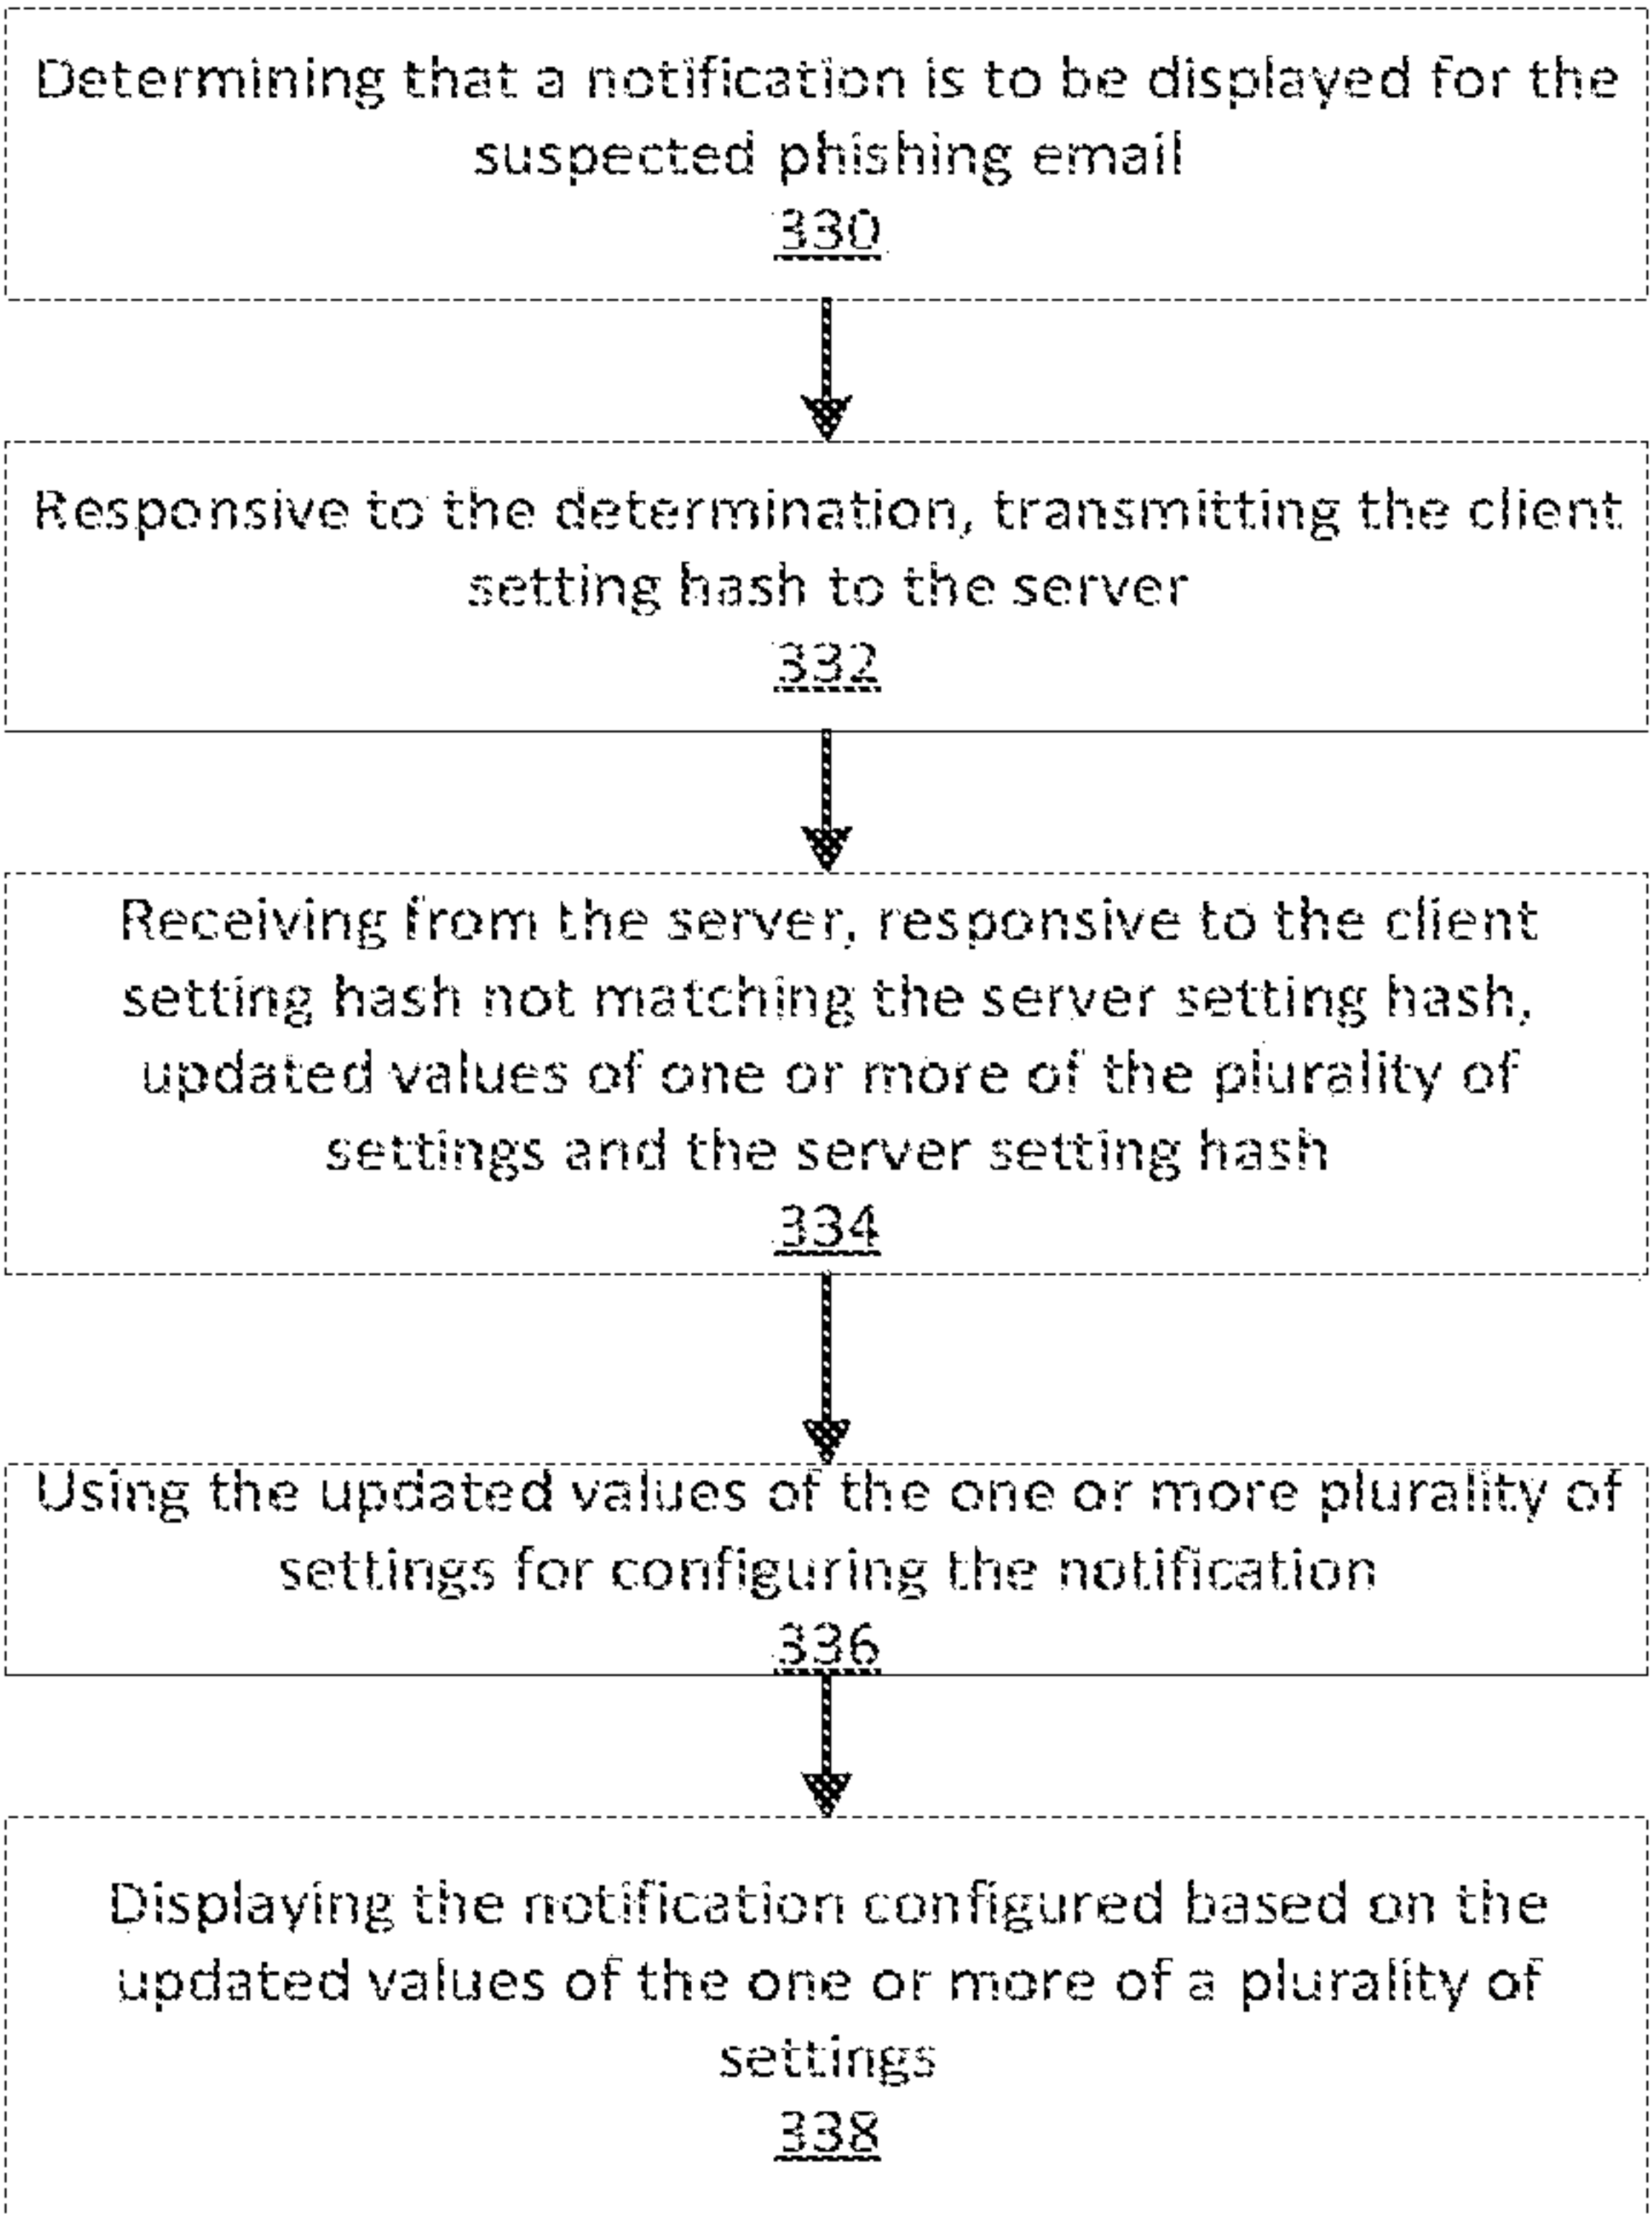 Determining that a notification is to be displayed for the
suspected phishing email
330
Responsive to the determination, transmitting the client
setting hash to the server
332
Receiving from the server, responsive to the client
setting hash not matching the server setting hash,
updated values of one or more of the plurality of
settings and the server setting hash
334
Using the updated values of the one or more plurality of
settings for configuring the notification
336
Displaying the notification configured based on the
updated values of the one or more of a plurality of
settings
338